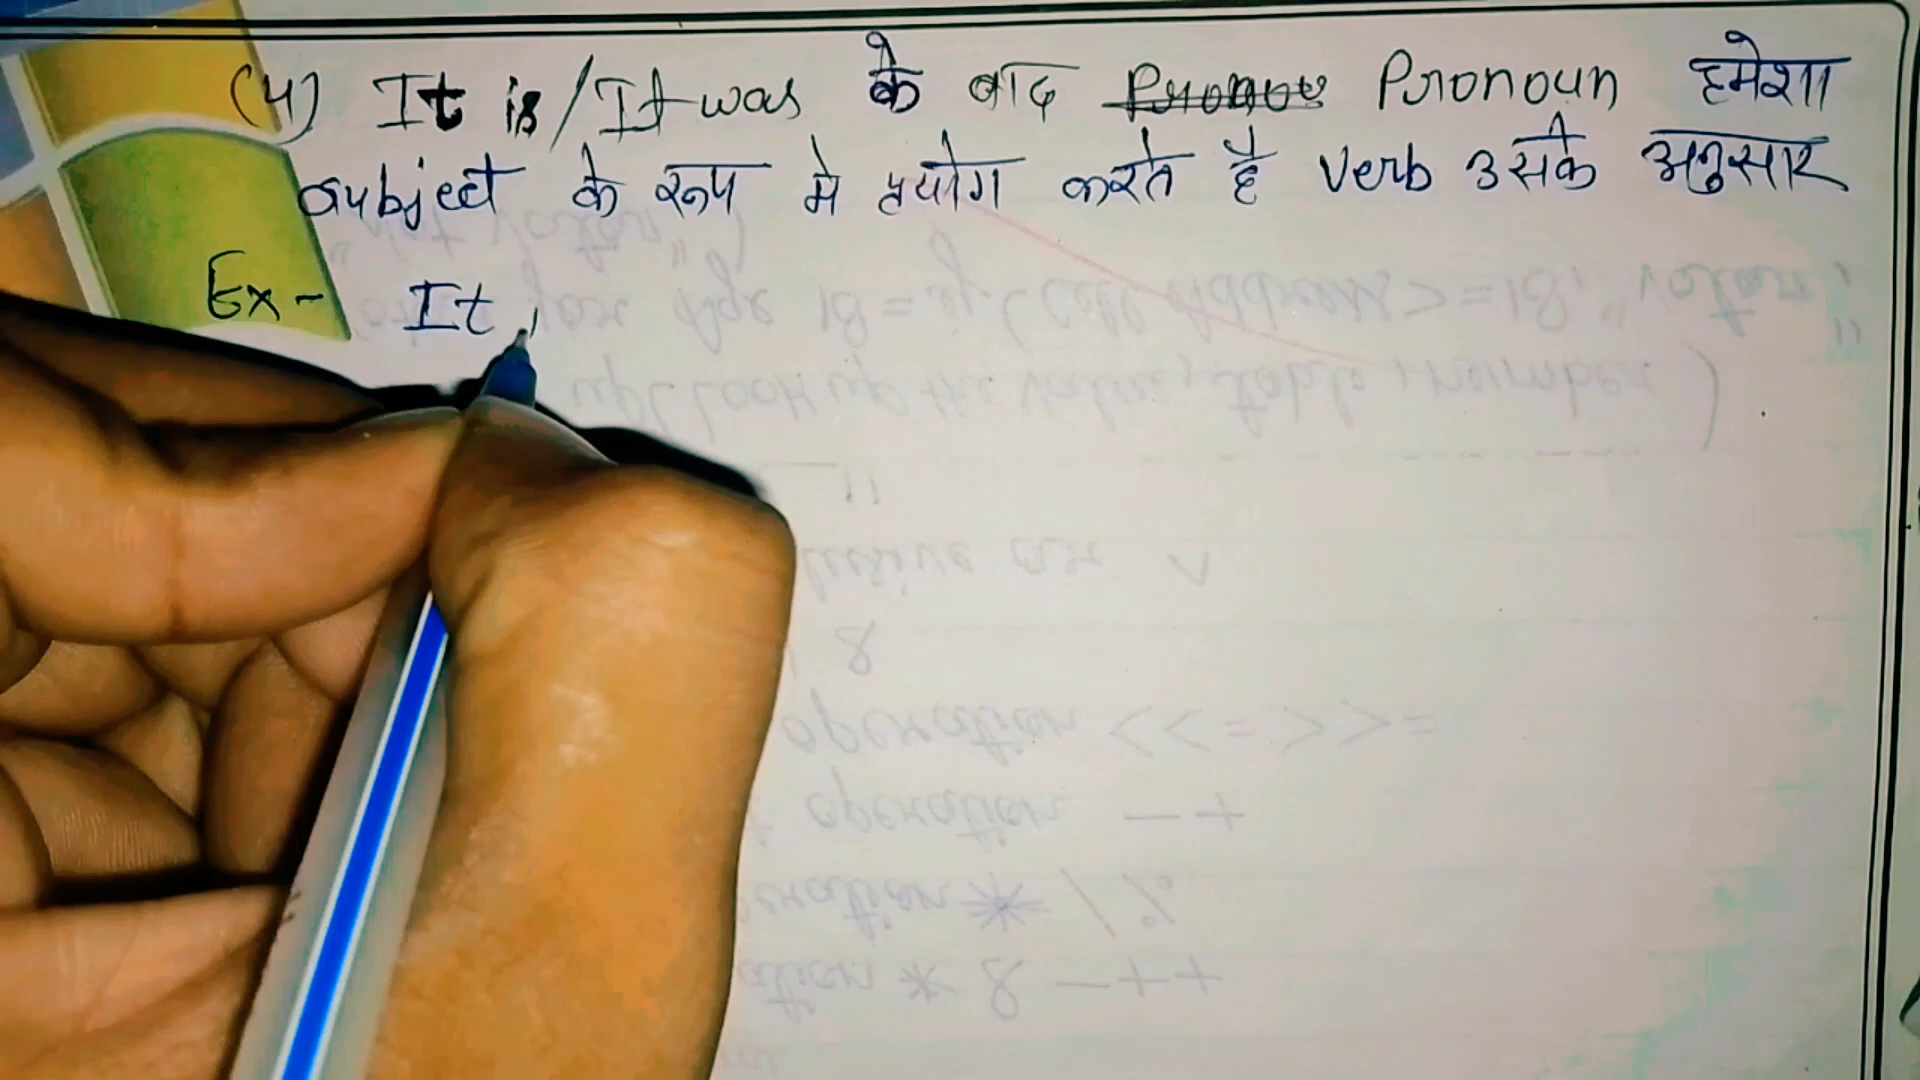 (4) It is / It was के बाद Pronoun हमेशा
subject के रूप मे प्रयोग करते है verb उसके अनुसार
Ex- It